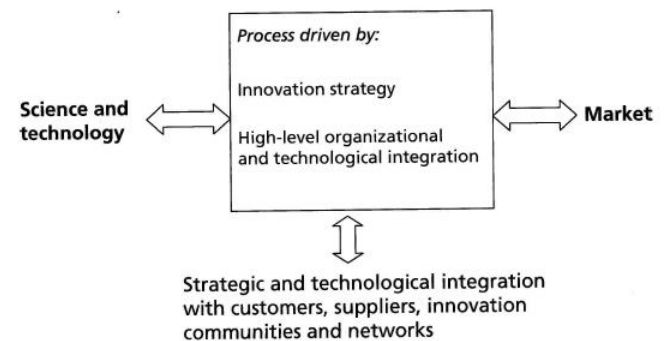 Process driven by:
Innovation strategy
Science and
technology
Market
High-level organizational
and technological integration
Strategic and technological integration
with customers, suppliers, innovation
communities and networks